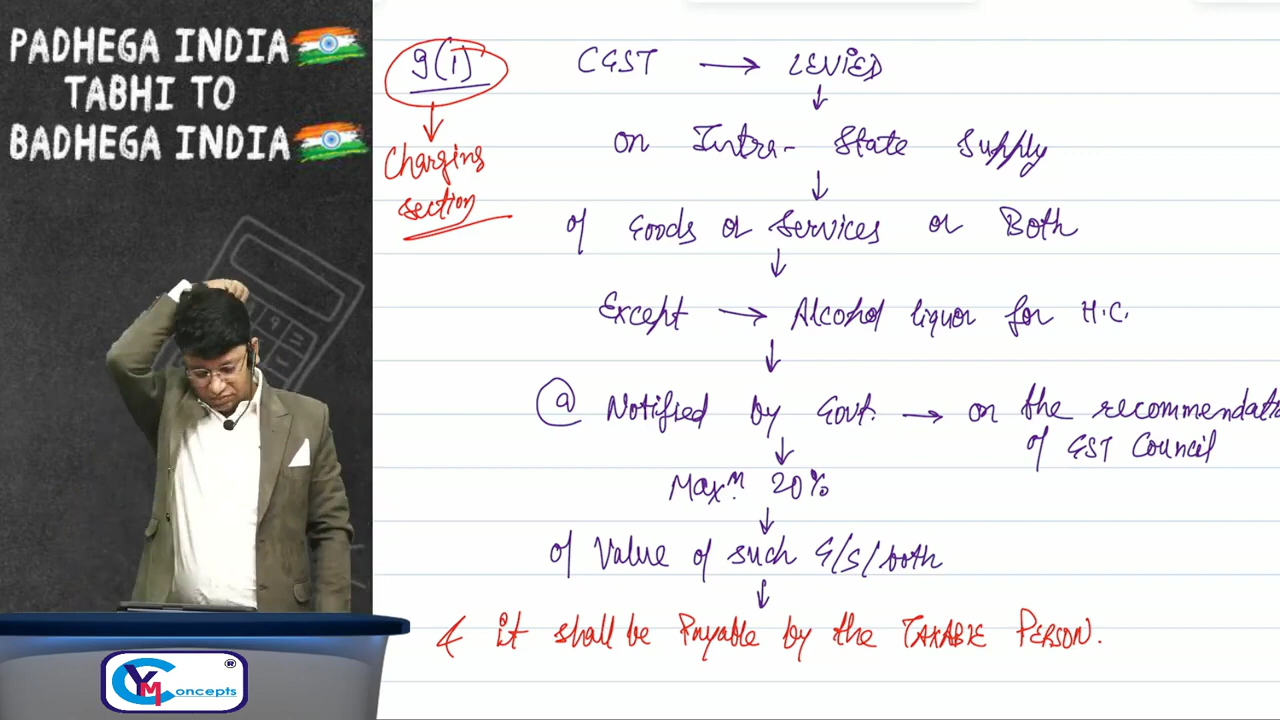 PADHEGA INDIA
TABHI TO
BADHEGA INDIA
9(1)
Charging
section
CGST → LEVIED
↓
on Intra- State Supply
↓
of Goods or Services or Both
↓
Except → Alcohol liquor for H.C.
↓
@ Notified by Govt. → on the recommendati
of GST Council
↓
Maxm. 20%
↓
of Value of such G/S/both
↓
& it shall be Payable by the TAXABLE PERSON.
YM Concepts ®